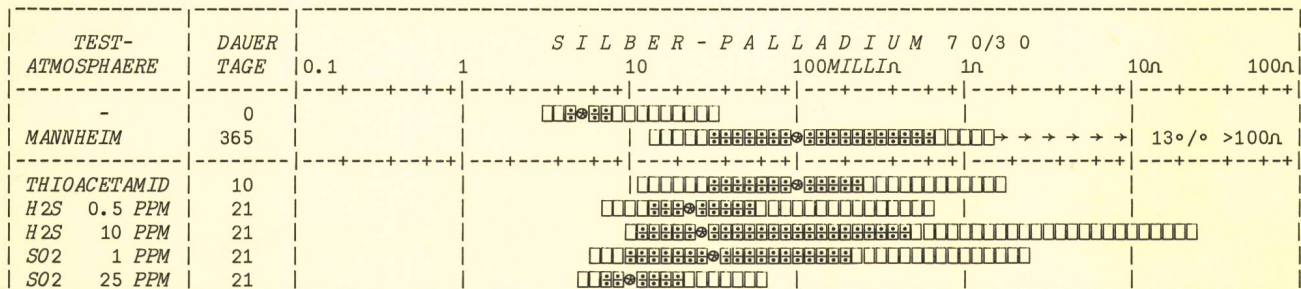 TEST- DAUER S I L B E R - P A L L A D I U M 7 0/3 0
ATMOSPHAERE TAGE 0.1 1 10 100MILLIΩ 1Ω 10Ω 100Ω
- 0
MANNHEIM 365 13°/° >100Ω
THIOACETAMID 10
H2S 0.5 PPM 21
H2S 10 PPM 21
SO2 1 PPM 21
SO2 25 PPM 21